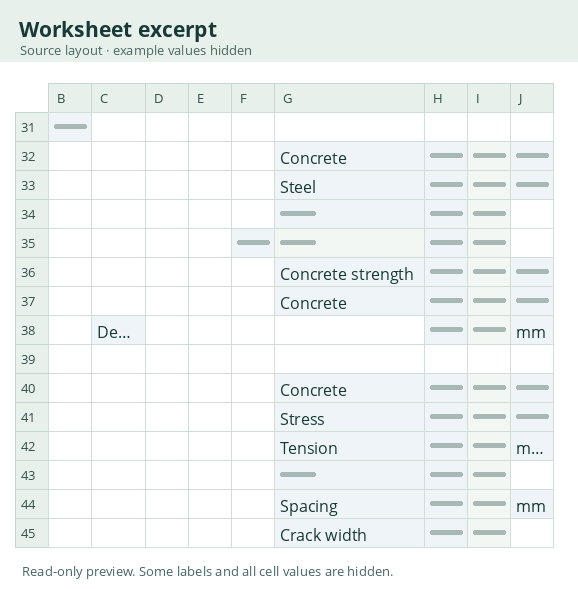 Worksheet excerpt
Source layout · example values hidden
B C D E F G H I J
31
32 Concrete
33 Steel
34
35
36 Concrete strength
37 Concrete
38 De... mm
39
40 Concrete
41 Stress
42 Tension m...
43
44 Spacing mm
45 Crack width
Read-only preview. Some labels and all cell values are hidden.